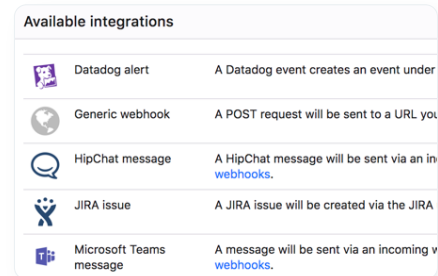 Available integrations
Datadog alert
A Datadog event creates an event under
Generic webhook
A POST request will be sent to a URL you
HipChat message
A HipChat message will be sent via an
webhooks.
JIRA issue
A JIRA issue will be created via the JIRA
Microsoft Teams
message
A message will be sent via an incoming
webhooks.